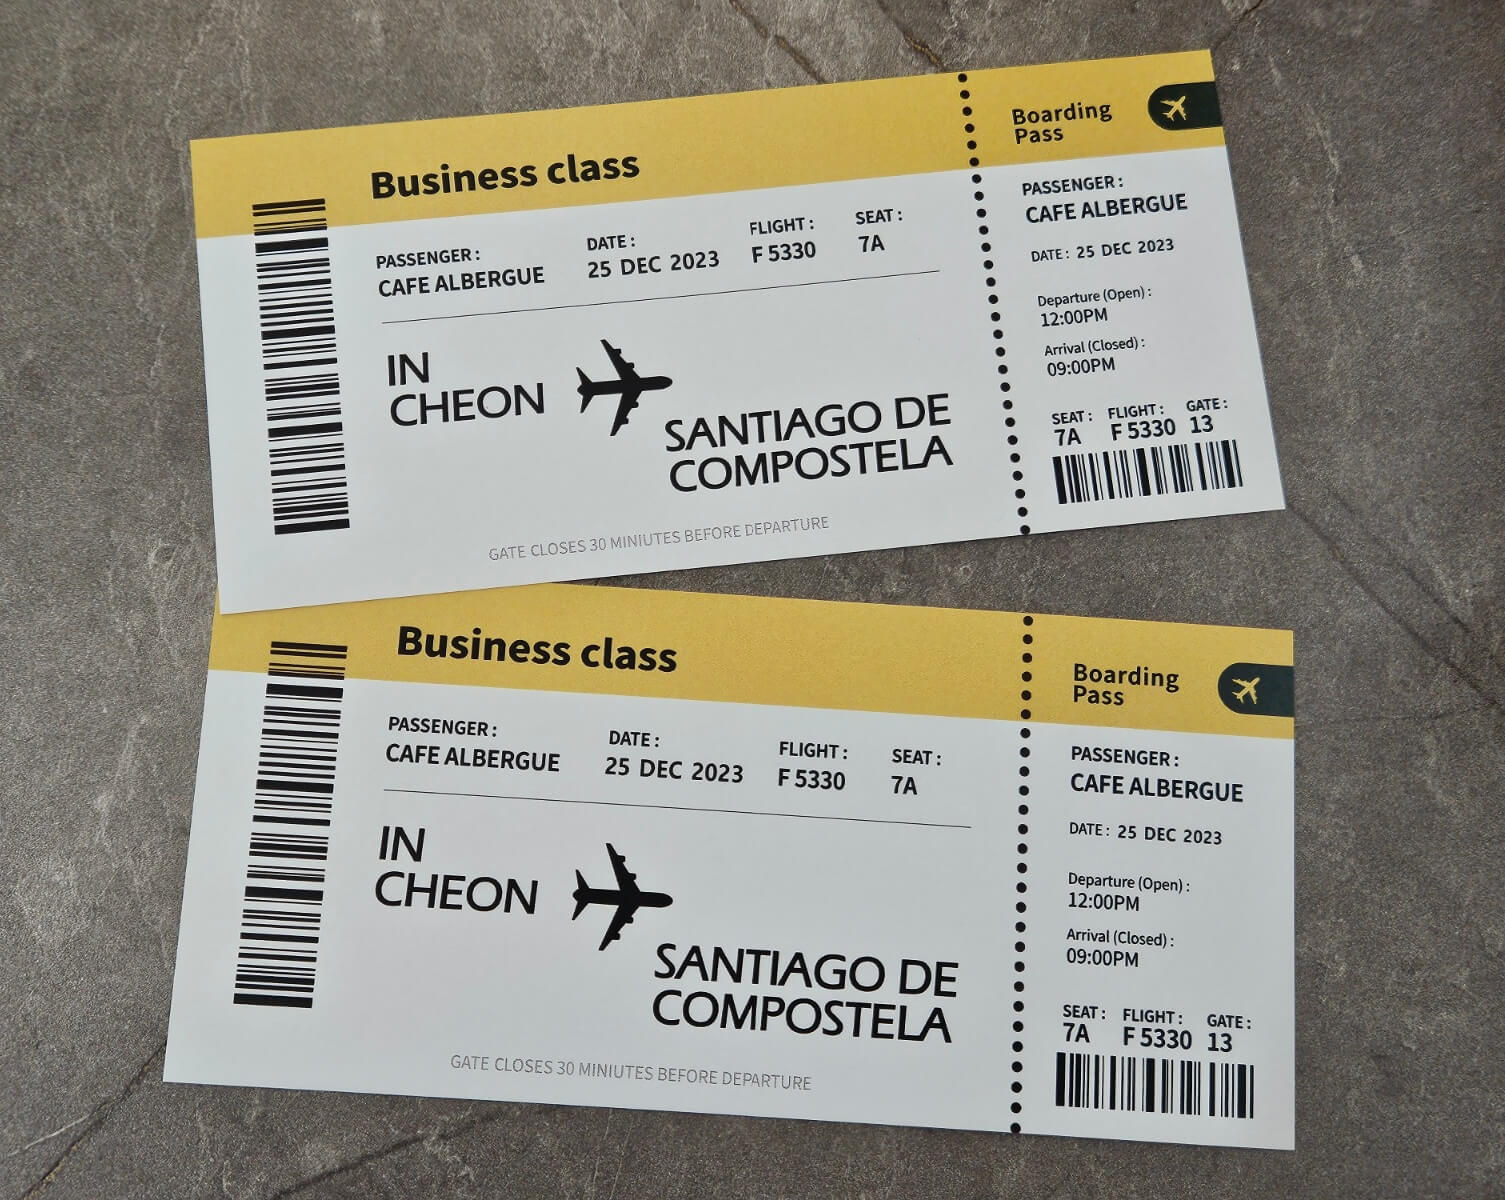 Business class
PASSENGER :
CAFE ALBERGUE
DATE :
25 DEC 2023
FLIGHT :
F 5330
SEAT :
7A
IN
CHEON
SANTIAGO DE
COMPOSTELA
GATE CLOSES 30 MINIUTES BEFORE DEPARTURE
Boarding
Pass
PASSENGER :
CAFE ALBERGUE
DATE : 25 DEC 2023
Departure (Open) :
12:00PM
Arrival (Closed) :
09:00PM
SEAT : FLIGHT : GATE :
7A F 5330 13
Business class
PASSENGER :
CAFE ALBERGUE
DATE :
25 DEC 2023
FLIGHT :
F 5330
SEAT :
7A
IN
CHEON
SANTIAGO DE
COMPOSTELA
GATE CLOSES 30 MINIUTES BEFORE DEPARTURE
Boarding
Pass
PASSENGER :
CAFE ALBERGUE
DATE : 25 DEC 2023
Departure (Open) :
12:00PM
Arrival (Closed) :
09:00PM
SEAT : FLIGHT : GATE :
7A F 5330 13